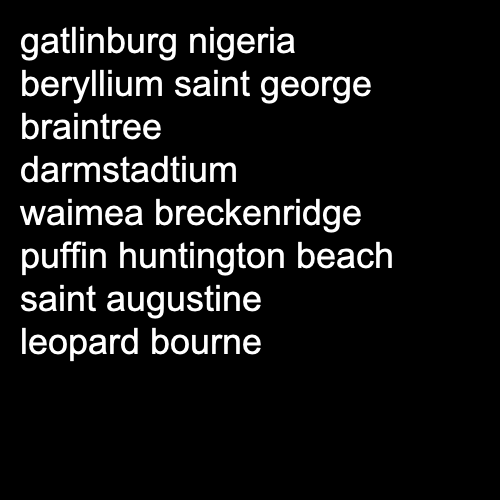 gatlinburg nigeria
beryllium saint george
braintree
darmstadtium
waimea breckenridge
puffin huntington beach
saint augustine
leopard bourne